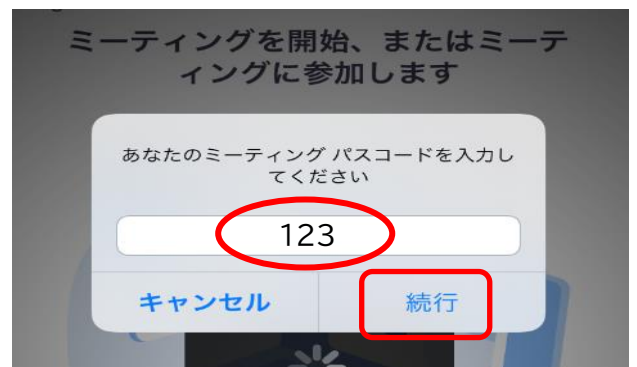 ミーティングを開始、またはミーテ
ィングに参加します
あなたのミーティング パスコードを入力し
てください
123
キャンセル 続行